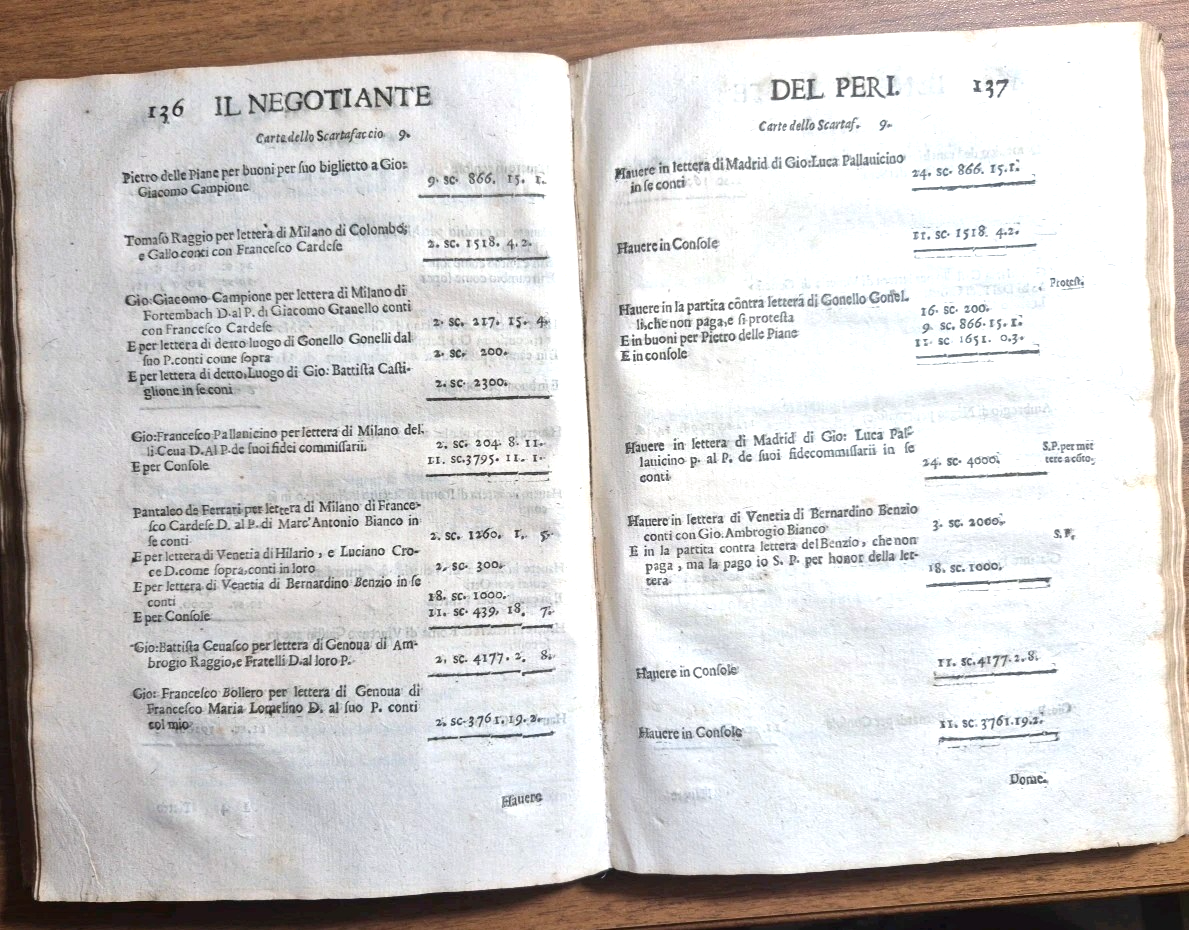 136 IL NEGOTIANTE
Carte dello Scartafaccio 9.
Pietro delle Piane per buoni per suo biglietto a Gio:
Giacomo Campione 9. sc. 866. 15. 1.
Tomaso Raggio per lettera di Milano di Colombo,
e Gallo conti con Francesco Cardese 2. sc. 1518. 4. 2.
Gio: Giacomo Campione per lettera di Milano di
Fortembach D. al P. di Giacomo Granello conti
con Francesco Cardese 2. sc. 217. 15. 4.
E per lettera di detto luogo di Gonello Gonelli dal
suo P. conti come sopra 2. sc. 200.
E per lettera di detto Luogo di Gio: Battista Casti-
glione in se coni 2. sc. 2300.
Gio: Francesco Pallauicino per lettera di Milano del-
li Ceua D. Al P. de suoi fidei commissarii. 2. sc. 204. 8. 11.
E per Console 11. sc. 3795. 11. 1.
Pantaleo de Ferrari per lettera di Milano di France-
sco Cardese D. al P. di Marc'Antonio Bianco in
se conti 2. sc. 1260. 1. 5.
E per lettera di Venetia di Hilario, e Luciano Cro-
ce D. come sopra, conti in loro 2. sc. 300.
E per lettera di Venetia di Bernardino Benzio in se
conti 18. sc. 1000.
E per Console 11. sc. 439. 18. 7.
Gio: Battista Ceuasco per lettera di Genoua di Am-
brogio Raggio, e Fratelli D. al loro P. 2. sc. 4177. 2. 8.
Gio: Francesco Bollero per lettera di Genoua di
Francesco Maria Lomelino D. al suo P. conti
col mio 2. sc. 3761. 19. 2.
Hauere
DEL PERI. 137
Carte dello Scartaf. 9.
Hauere in lettera di Madrid di Gio: Luca Pallauicino
in se conti 24. sc. 866. 15. 1.
Hauere in Console 11. sc. 1518. 4. 2.
Protesti.
Hauere in la partita contra lettera di Gonello Gonel-
li, che non paga, e si protesta 16. sc. 200.
E in buoni per Pietro delle Piane 9. sc. 866. 15. 1.
E in console 11. sc. 1651. 0. 3.
Hauere in lettera di Madrid di Gio: Luca Pal-
lauicino p. al P. de suoi fidecommissarii in se
conti 24. sc. 4000.
S. P. per met
tere a cõto.
Hauere in lettera di Venetia di Bernardino Benzio
conti con Gio. Ambrogio Bianco 3. sc. 2000.
E in la partita contra lettera del Benzio, che non
paga, ma la pago io S. P. per honor della let-
tera. 18. sc. 1000.
S. P.
Hauere in Console 11. sc. 4177. 2. 8.
Hauere in Console 11. sc. 3761. 19. 2.
Dome.